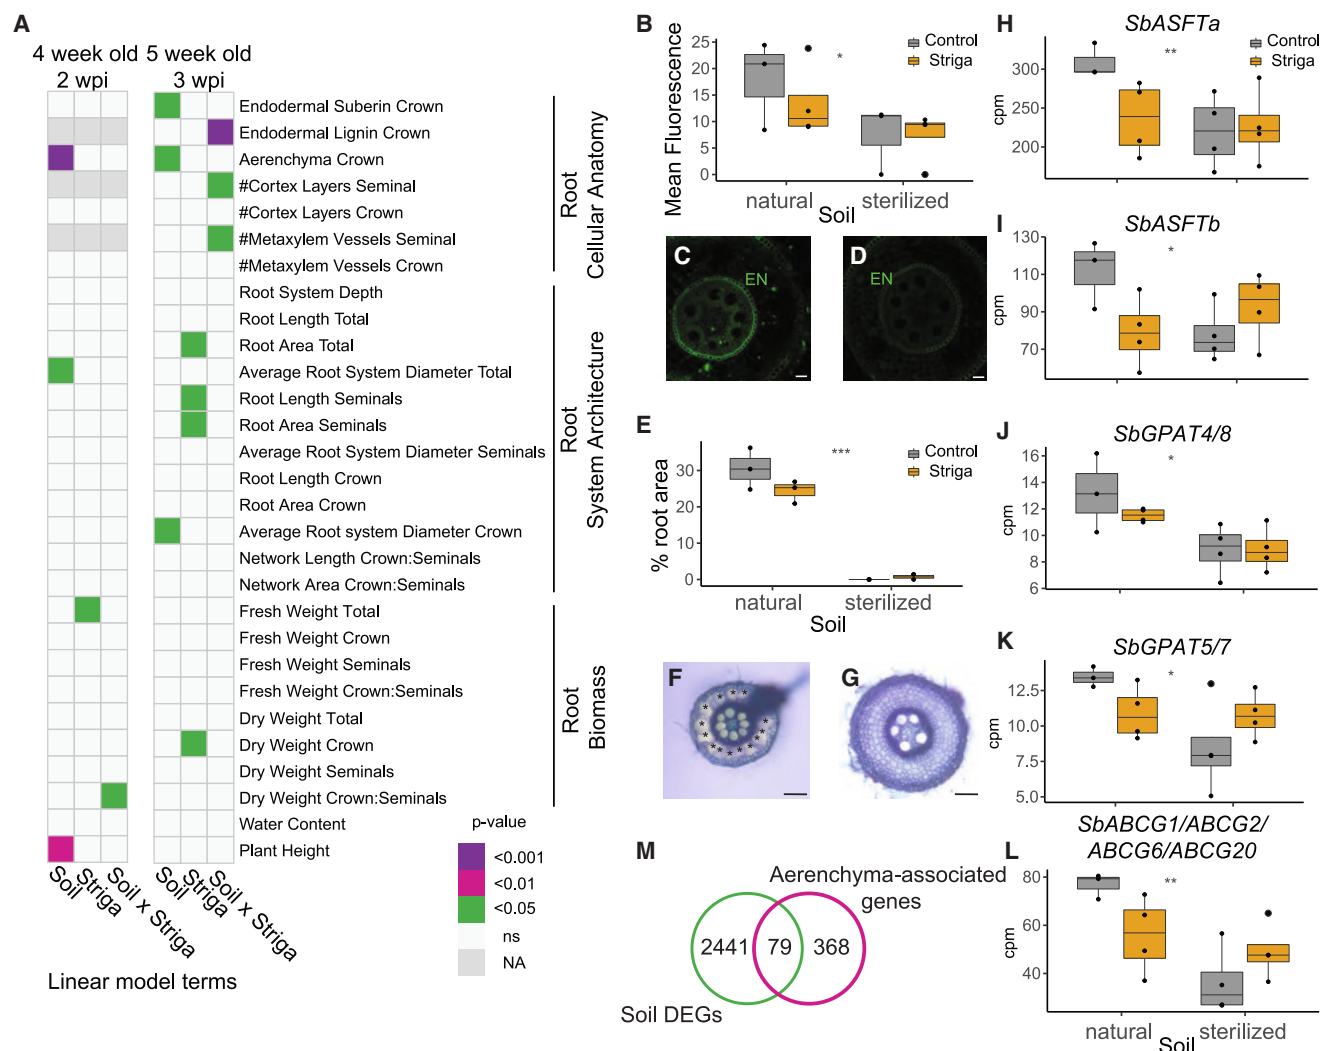 A
4 week old 5 week old
2 wpi 3 wpi
Endodermal Suberin Crown
Endodermal Lignin Crown
Aerenchyma Crown
#Cortex Layers Seminal
#Cortex Layers Crown
#Metaxylem Vessels Seminal
#Metaxylem Vessels Crown
Root System Depth
Root Length Total
Root Area Total
Average Root System Diameter Total
Root Length Seminals
Root Area Seminals
Average Root System Diameter Seminals
Root Length Crown
Root Area Crown
Average Root system Diameter Crown
Network Length Crown:Seminals
Network Area Crown:Seminals
Fresh Weight Total
Fresh Weight Crown
Fresh Weight Seminals
Fresh Weight Crown:Seminals
Dry Weight Total
Dry Weight Crown
Dry Weight Seminals
Dry Weight Crown:Seminals
Water Content
Plant Height
Root
Cellular Anatomy
Root
System Architecture
Root
Biomass
Soil
Striga
Soil x Striga
Soil
Striga
Soil x Striga
Linear model terms
p-value
<0.001
<0.01
<0.05
ns
NA
B
Mean Fluorescence
25
20
15
10
5
0
*
Control
Striga
natural sterilized
Soil
C
EN
D
EN
E
% root area
30
20
10
0
***
Control
Striga
natural sterilized
Soil
F
* * * * * * * * * * * * * * *
G
M
Aerenchyma-associated
genes
2441 79 368
Soil DEGs
H
SbASFTa
cpm
300
250
200
**
Control
Striga
I
SbASFTb
cpm
130
110
90
70
*
J
SbGPAT4/8
cpm
16
14
12
10
8
6
*
K
SbGPAT5/7
cpm
12.5
10.0
7.5
5.0
*
L
SbABCG1/ABCG2/
ABCG6/ABCG20
cpm
80
60
40
**
natural sterilized
Soil